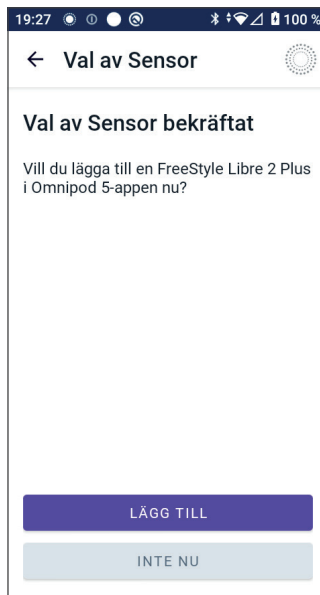 19:27 100 %
Val av Sensor
Val av Sensor bekräftat
Vill du lägga till en FreeStyle Libre 2 Plus
i Omnipod 5-appen nu?
LÄGG TILL
INTE NU